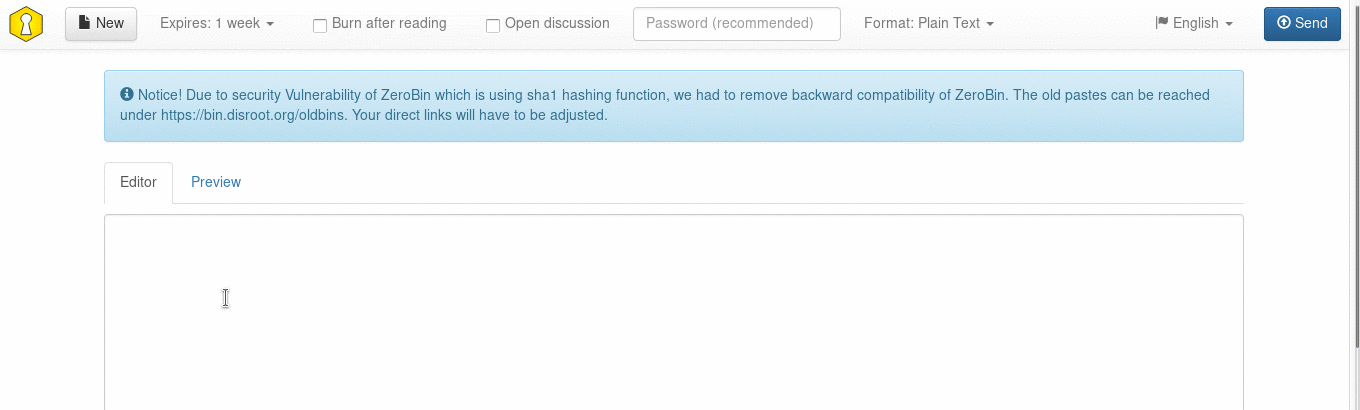 New Expires: 1 week Burn after reading Open discussion Password (recommended) Format: Plain Text English Send
Notice! Due to security Vulnerability of ZeroBin which is using sha1 hashing function, we had to remove backward compatibility of ZeroBin. The old pastes can be reached
under https://bin.disroot.org/oldbins. Your direct links will have to be adjusted.
Editor Preview